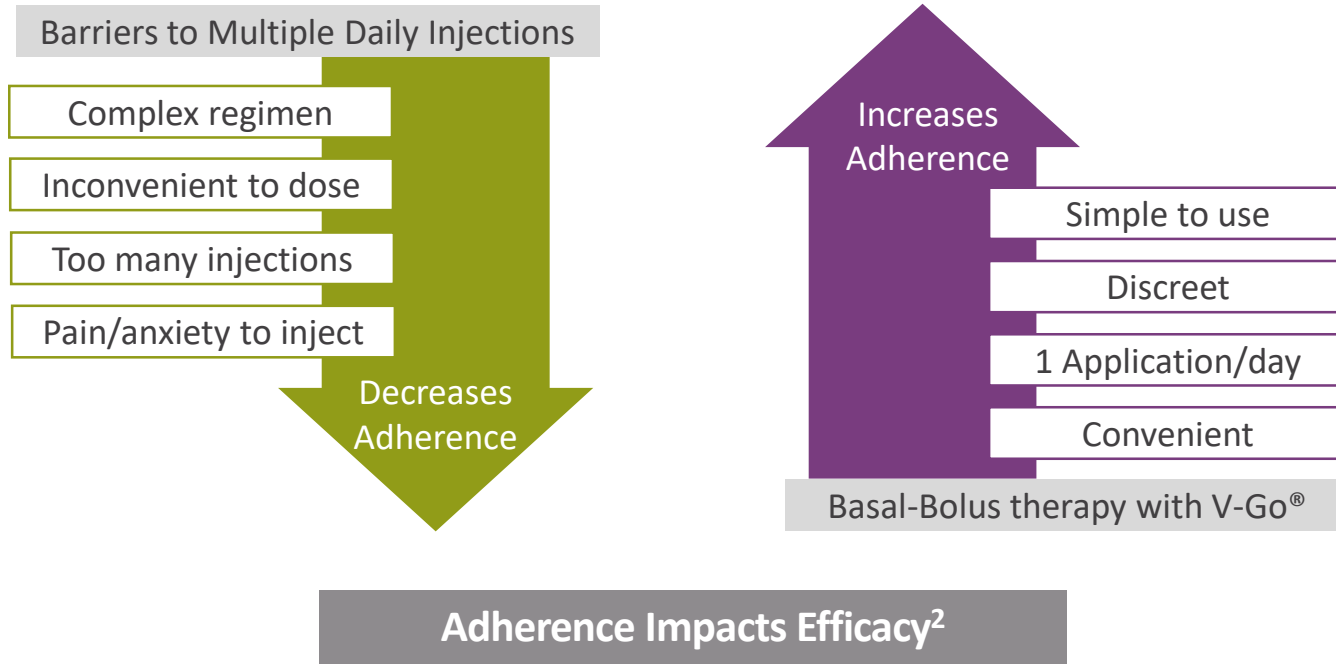 Barriers to Multiple Daily Injections
Complex regimen
Inconvenient to dose
Too many injections
Pain/anxiety to inject
Decreases
Adherence
Increases
Adherence
Simple to use
Discreet
1 Application/day
Convenient
Basal-Bolus therapy with V-Go®
Adherence Impacts Efficacy²